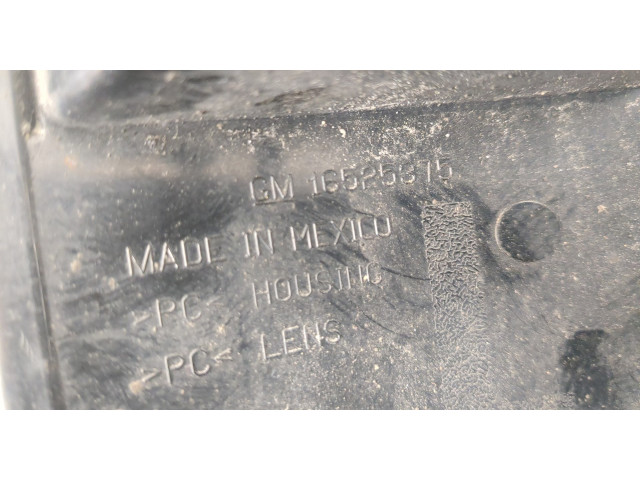 GM 16525375
MADE IN MEXICO
>PC< HOUSING
>PC< LENS